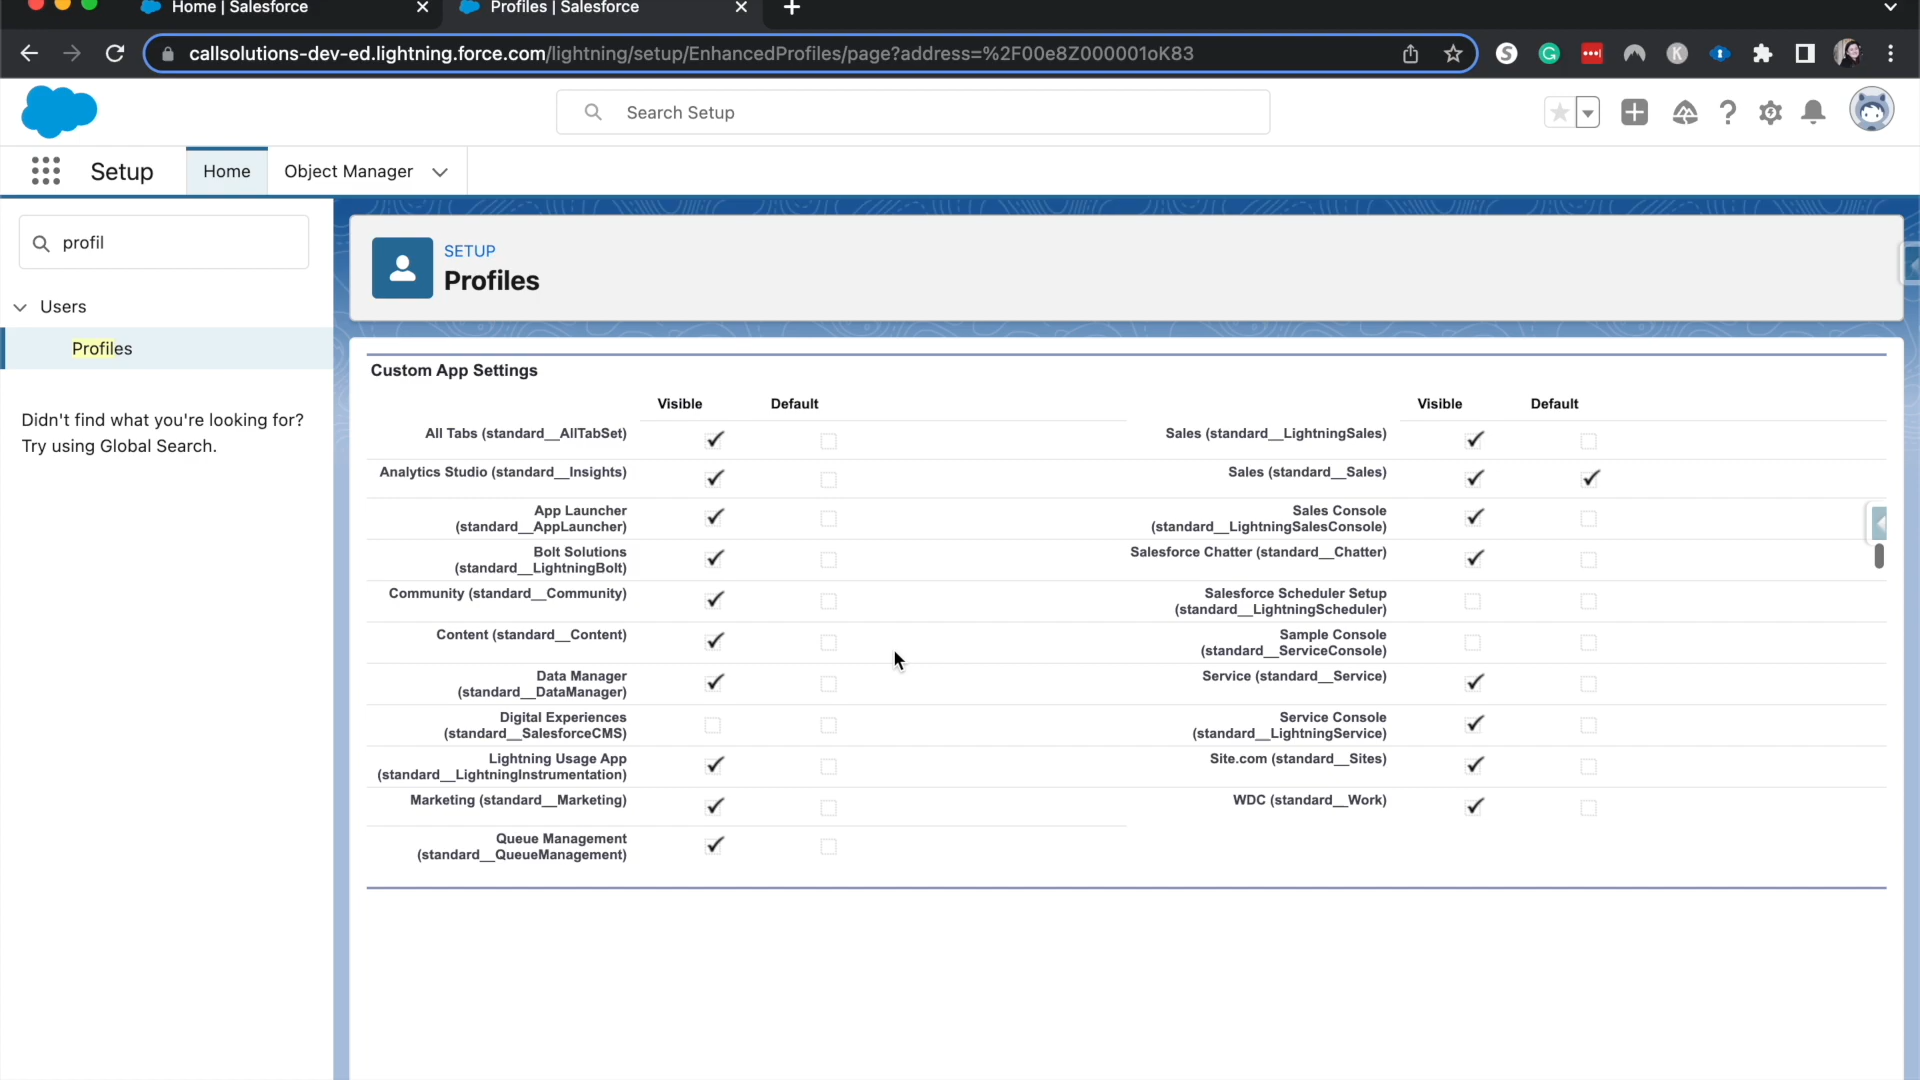 Home | Salesforce
Profiles | Salesforce
callsolutions-dev-ed.lightning.force.com/lightning/setup/EnhancedProfiles/page?address=%2F00e8Z000001oK83
Search Setup
Setup
Home
Object Manager
profil
Users
Profiles
Didn't find what you're looking for?
Try using Global Search.
SETUP
Profiles
Custom App Settings
Visible Default Visible Default
All Tabs (standard__AllTabSet)
Sales (standard__LightningSales)
Analytics Studio (standard__Insights)
Sales (standard__Sales)
App Launcher
(standard__AppLauncher)
Sales Console
(standard__LightningSalesConsole)
Bolt Solutions
(standard__LightningBolt)
Salesforce Chatter (standard__Chatter)
Community (standard__Community)
Salesforce Scheduler Setup
(standard__LightningScheduler)
Content (standard__Content)
Sample Console
(standard__ServiceConsole)
Data Manager
(standard__DataManager)
Service (standard__Service)
Digital Experiences
(standard__SalesforceCMS)
Service Console
(standard__LightningService)
Lightning Usage App
(standard__LightningInstrumentation)
Site.com (standard__Sites)
Marketing (standard__Marketing)
WDC (standard__Work)
Queue Management
(standard__QueueManagement)